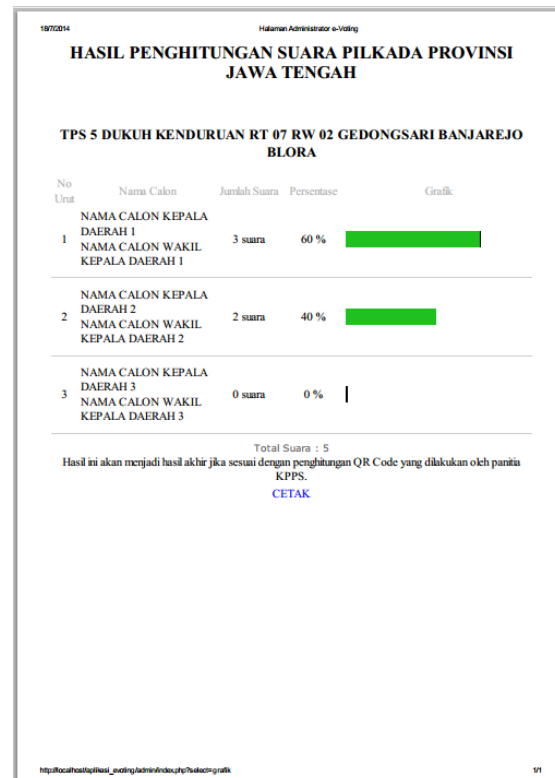 18/7/2014 Halaman Administrator e-Voting
HASIL PENGHITUNGAN SUARA PILKADA PROVINSI
JAWA TENGAH
TPS 5 DUKUH KENDURUAN RT 07 RW 02 GEDONGSARI BANJAREJO
BLORA
No Urut Nama Calon Jumlah Suara Persentase Grafik
NAMA CALON KEPALA
DAERAH 1
1 3 suara 60 %
NAMA CALON WAKIL
KEPALA DAERAH 1
NAMA CALON KEPALA
DAERAH 2
2 2 suara 40 %
NAMA CALON WAKIL
KEPALA DAERAH 2
NAMA CALON KEPALA
DAERAH 3
3 0 suara 0 %
NAMA CALON WAKIL
KEPALA DAERAH 3
Total Suara : 5
Hasil ini akan menjadi hasil akhir jika sesuai dengan penghitungan QR Code yang dilakukan oleh panitia
KPPS.
CETAK
http://localhost/aplikasi_evoting/admin/index.php?select=grafik 1/1